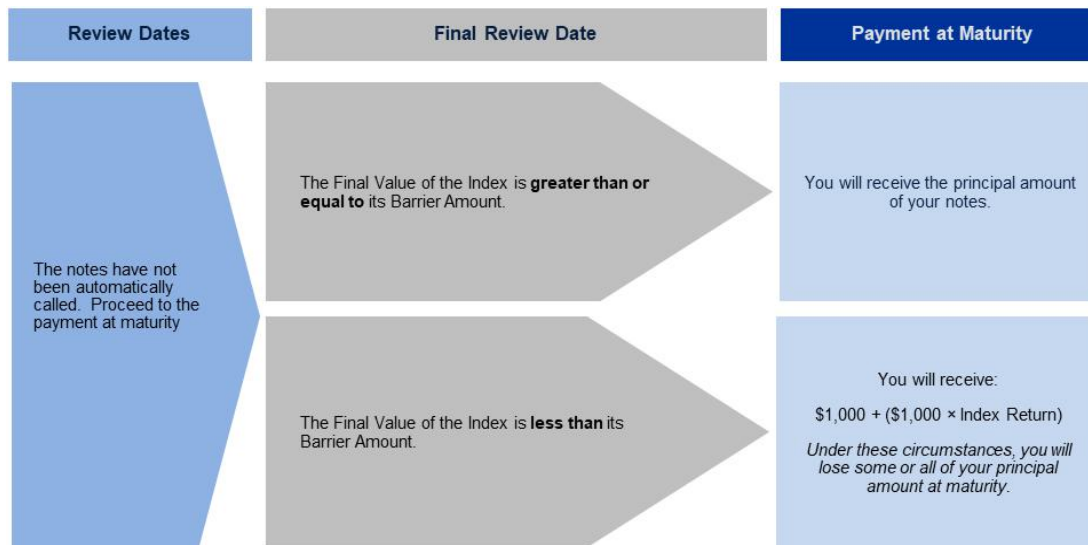 Review Dates
Final Review Date
Payment at Maturity
The notes have not
been automatically
called.  Proceed to the
payment at maturity
The Final Value of the Index is greater than or
equal to its Barrier Amount.
You will receive the principal amount
of your notes.
The Final Value of the Index is less than its
Barrier Amount.
You will receive:
$1,000 + ($1,000 × Index Return)
Under these circumstances, you will
lose some or all of your principal
amount at maturity.